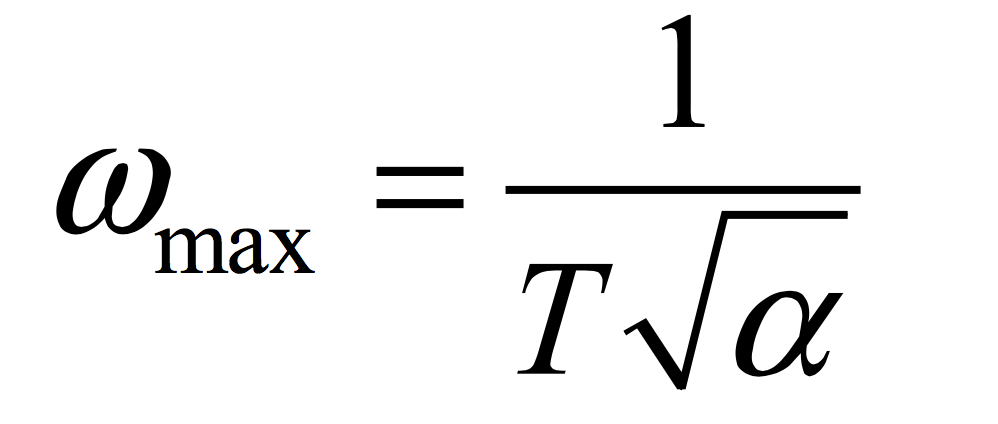 ω_max = 1 / (T√α)